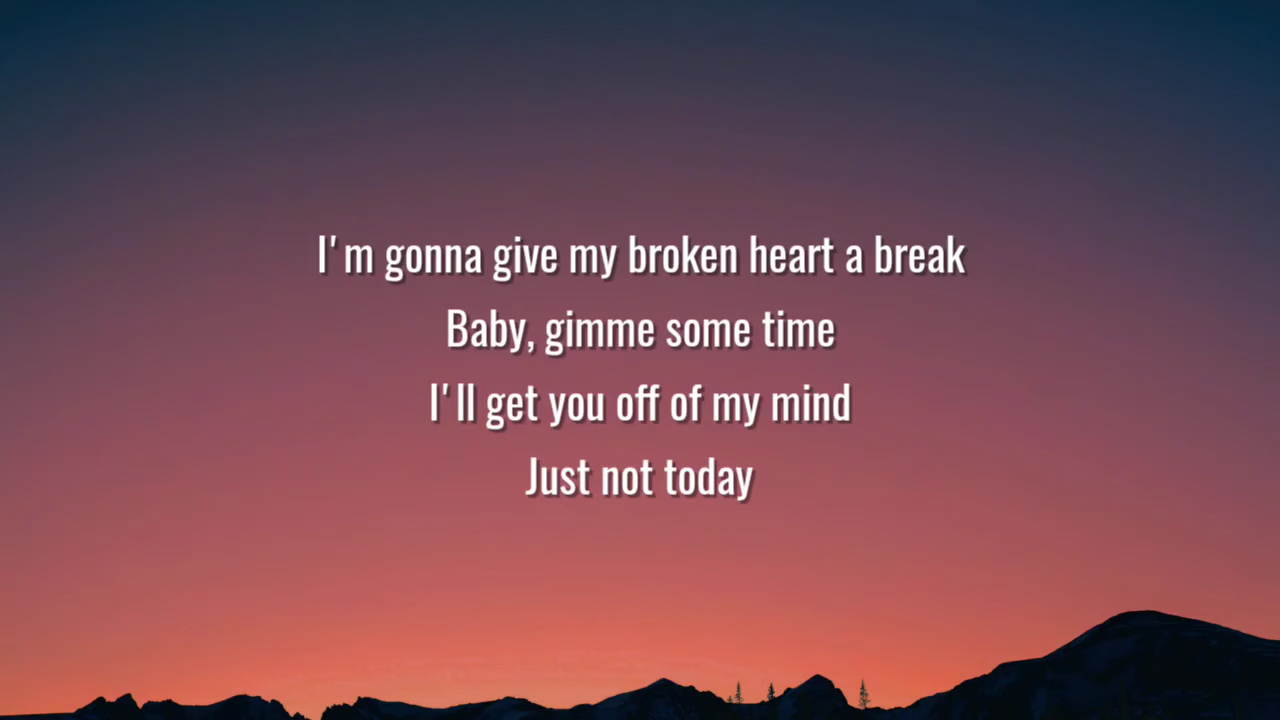 I'm gonna give my broken heart a break
Baby, gimme some time
I'll get you off of my mind
Just not today